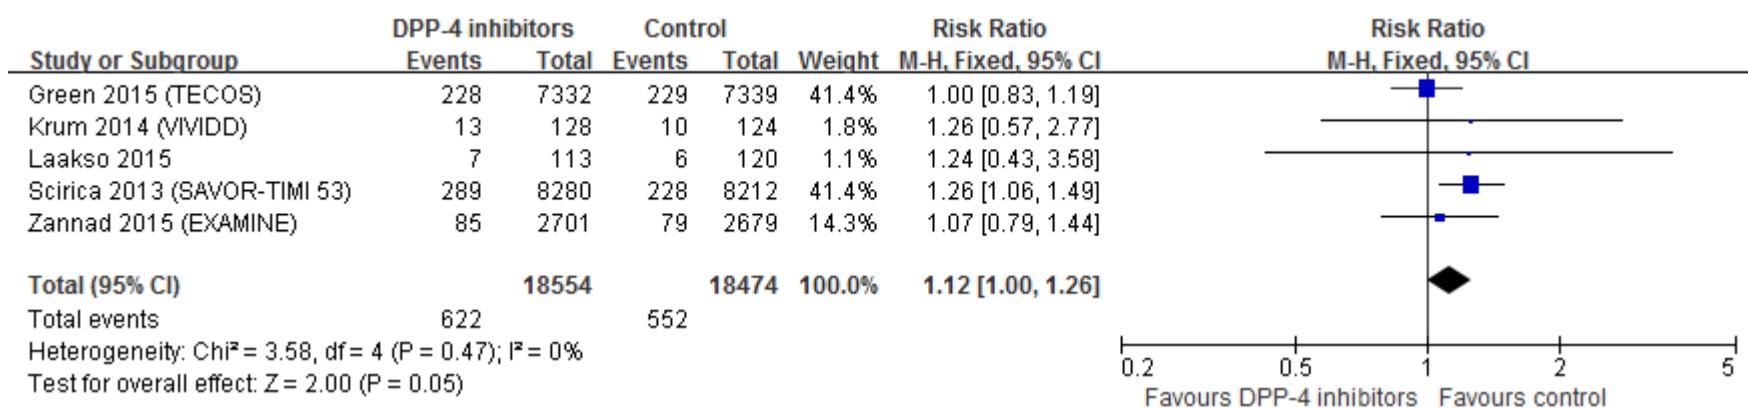 DPP-4 inhibitors Control Risk Ratio Risk Ratio
Study or Subgroup Events Total Events Total Weight M-H, Fixed, 95% CI M-H, Fixed, 95% CI
Green 2015 (TECOS) 228 7332 229 7339 41.4% 1.00 [0.83, 1.19]
Krum 2014 (VIVIDD) 13 128 10 124 1.8% 1.26 [0.57, 2.77]
Laakso 2015 7 113 6 120 1.1% 1.24 [0.43, 3.58]
Scirica 2013 (SAVOR-TIMI 53) 289 8280 228 8212 41.4% 1.26 [1.06, 1.49]
Zannad 2015 (EXAMINE) 85 2701 79 2679 14.3% 1.07 [0.79, 1.44]
Total (95% CI) 18554 18474 100.0% 1.12 [1.00, 1.26]
Total events 622 552
Heterogeneity: Chi² = 3.58, df = 4 (P = 0.47); I² = 0%
Test for overall effect: Z = 2.00 (P = 0.05)
0.2 0.5 1 2 5
Favours DPP-4 inhibitors Favours control